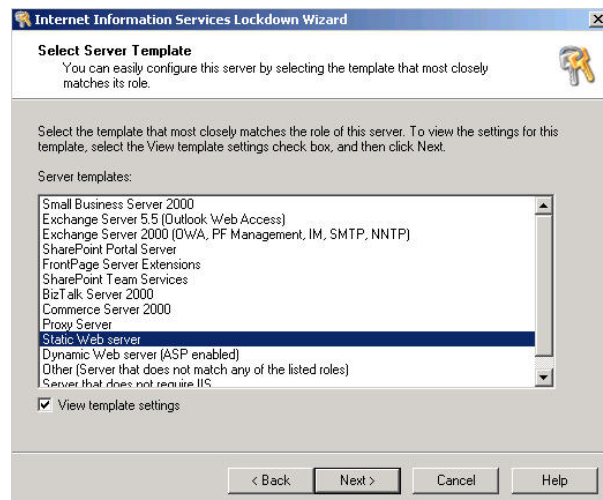 Internet Information Services Lockdown Wizard
Select Server Template
You can easily configure this server by selecting the template that most closely
matches its role.
Select the template that most closely matches the role of this server. To view the settings for this
template, select the View template settings check box, and then click Next.
Server templates:
Small Business Server 2000
Exchange Server 5.5 (Outlook Web Access)
Exchange Server 2000 (OWA, PF Management, IM, SMTP, NNTP)
SharePoint Portal Server
FrontPage Server Extensions
SharePoint Team Services
BizTalk Server 2000
Commerce Server 2000
Proxy Server
Static Web server
Dynamic Web server (ASP enabled)
Other (Server that does not match any of the listed roles)
Server that does not require IIS
View template settings
< Back Next > Cancel Help